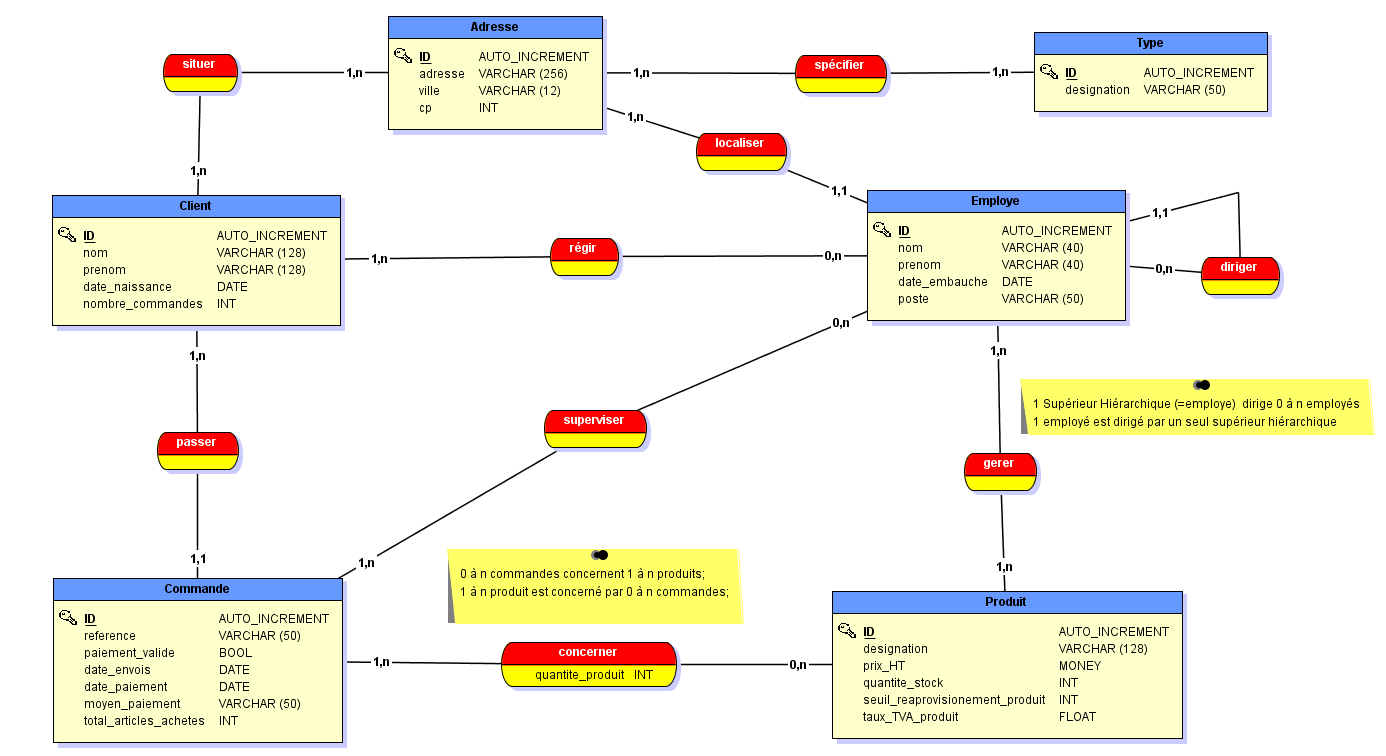 Adresse
ID AUTO_INCREMENT
adresse VARCHAR (256)
ville VARCHAR (12)
cp INT
situer
1,n
1,n
1,n
spécifier
1,n
Type
ID AUTO_INCREMENT
designation VARCHAR (50)
1,n
localiser
1,1
Client
ID AUTO_INCREMENT
nom VARCHAR (128)
prenom VARCHAR (128)
date_naissance DATE
nombre_commandes INT
1,n
régir
0,n
Employe
ID AUTO_INCREMENT
nom VARCHAR (40)
prenom VARCHAR (40)
date_embauche DATE
poste VARCHAR (50)
1,1
0,n
diriger
0,n
superviser
1,n
1,n
passer
1,1
1,n
gerer
1,n
1 Supérieur Hiérarchique (=employe) dirige 0 à n employés
1 employé est dirigé par un seul supérieur hiérarchique
0 à n commandes concernent 1 à n produits;
1 à n produit est concerné par 0 à n commandes;
Commande
ID AUTO_INCREMENT
reference VARCHAR (50)
paiement_valide BOOL
date_envois DATE
date_paiement DATE
moyen_paiement VARCHAR (50)
total_articles_achetes INT
1,n
concerner
quantite_produit INT
0,n
Produit
ID AUTO_INCREMENT
designation VARCHAR (128)
prix_HT MONEY
quantite_stock INT
seuil_reaprovisionement_produit INT
taux_TVA_produit FLOAT